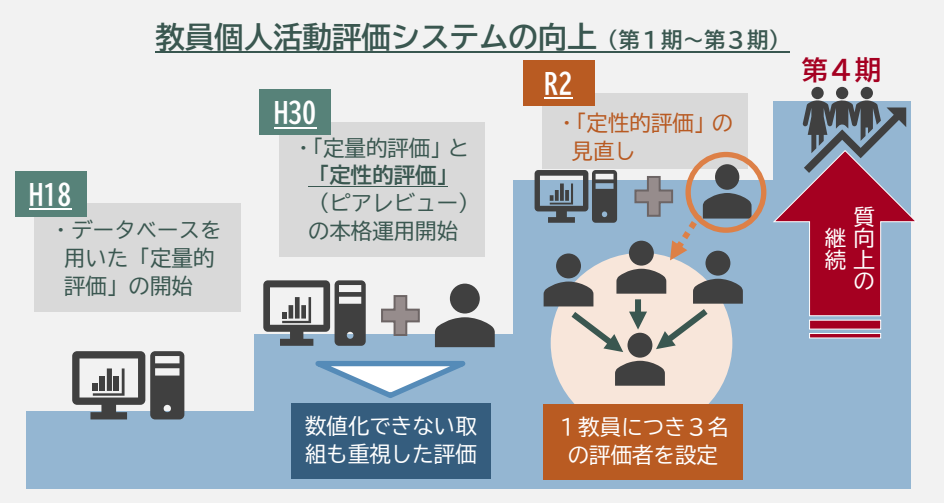 教員個人活動評価システムの向上（第１期～第３期）
H18
・データベースを
用いた「定量的
評価」の開始
H30
・「定量的評価」と
「定性的評価」
（ピアレビュー）
の本格運用開始
数値化できない取
組も重視した評価
R2
・「定性的評価」の
見直し
１教員につき３名
の評価者を設定
第４期
質向上の
継続